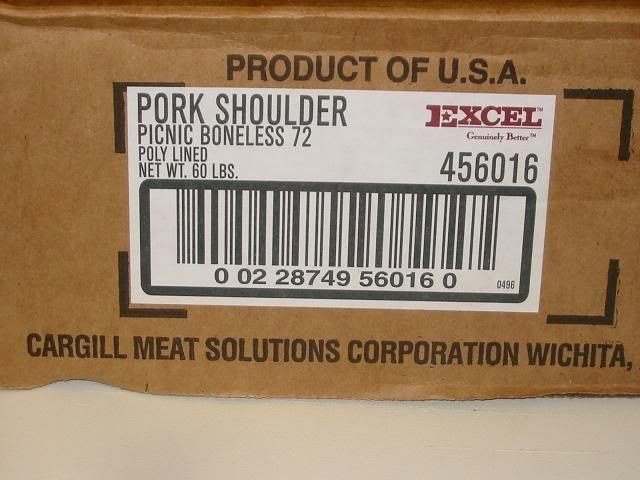 PRODUCT OF U.S.A.
PORK SHOULDER
PICNIC BONELESS 72
POLY LINED
NET WT. 60 LBS.
EXCEL™
Genuinely Better™
456016
0 02 28749 56016 0
0496
CARGILL MEAT SOLUTIONS CORPORATION WICHITA,